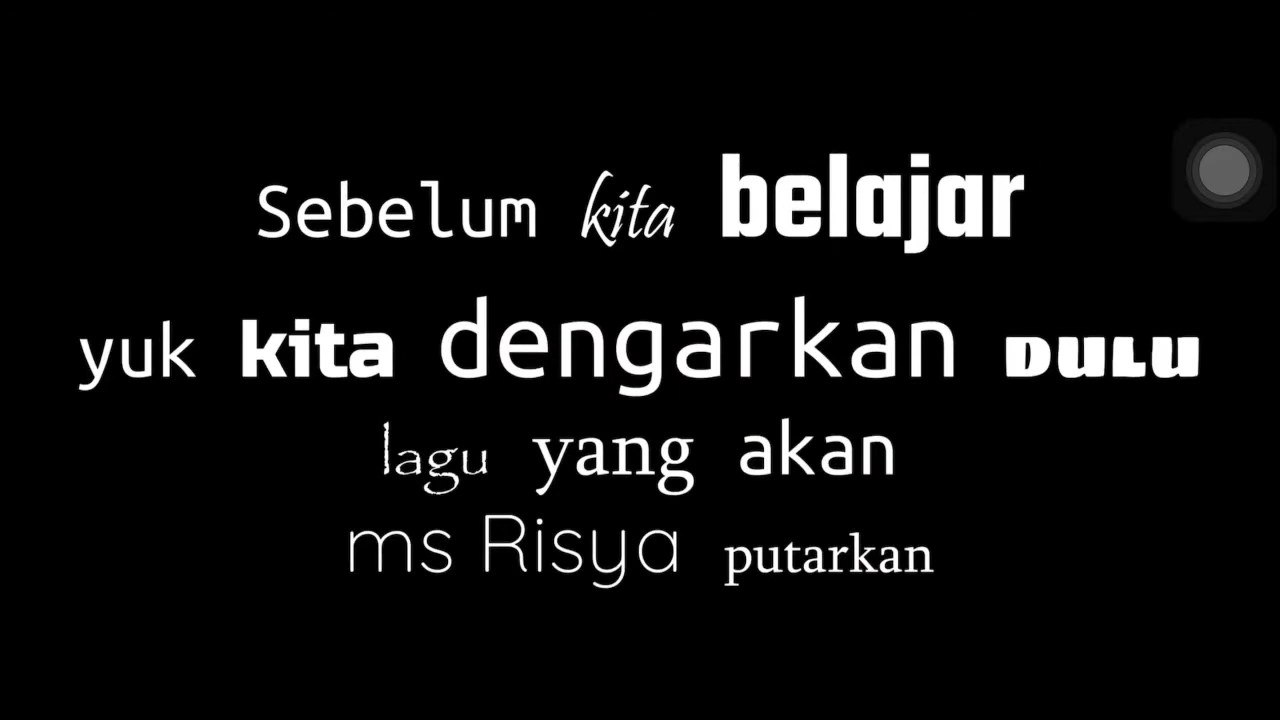 Sebelum kita belajar
yuk kita dengarkan DULU
lagu yang akan
ms Risya putarkan